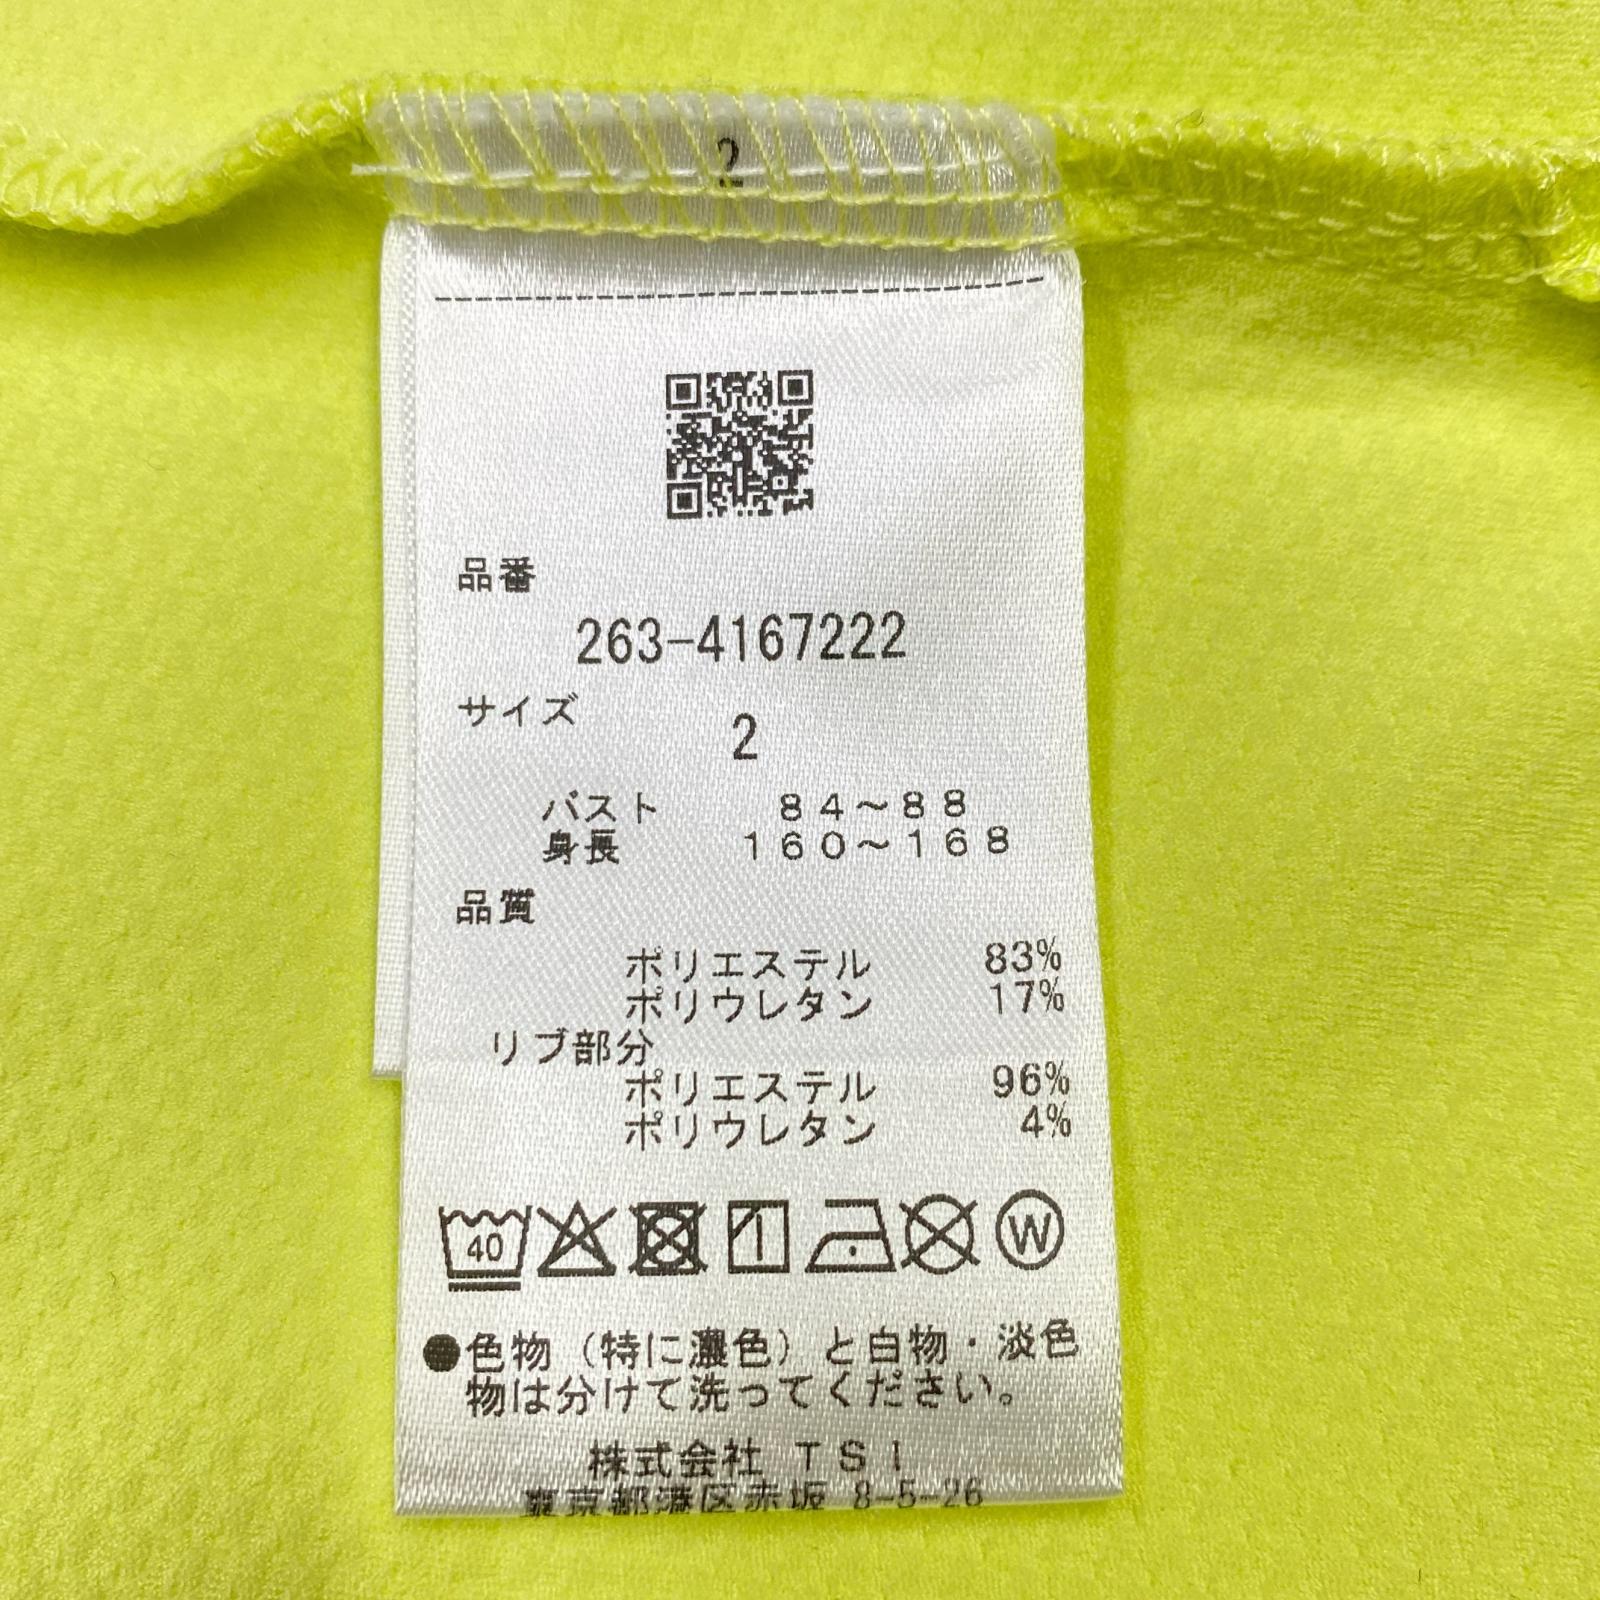 2
品番
263-4167222
サイズ
2
バスト 84〜88
身長 160〜168
品質
ポリエステル 83%
ポリウレタン 17%
リブ部分
ポリエステル 96%
ポリウレタン 4%
40
W
●色物（特に濃色）と白物・淡色
物は分けて洗ってください。
株式会社 TSI
東京都港区赤坂 8-5-26